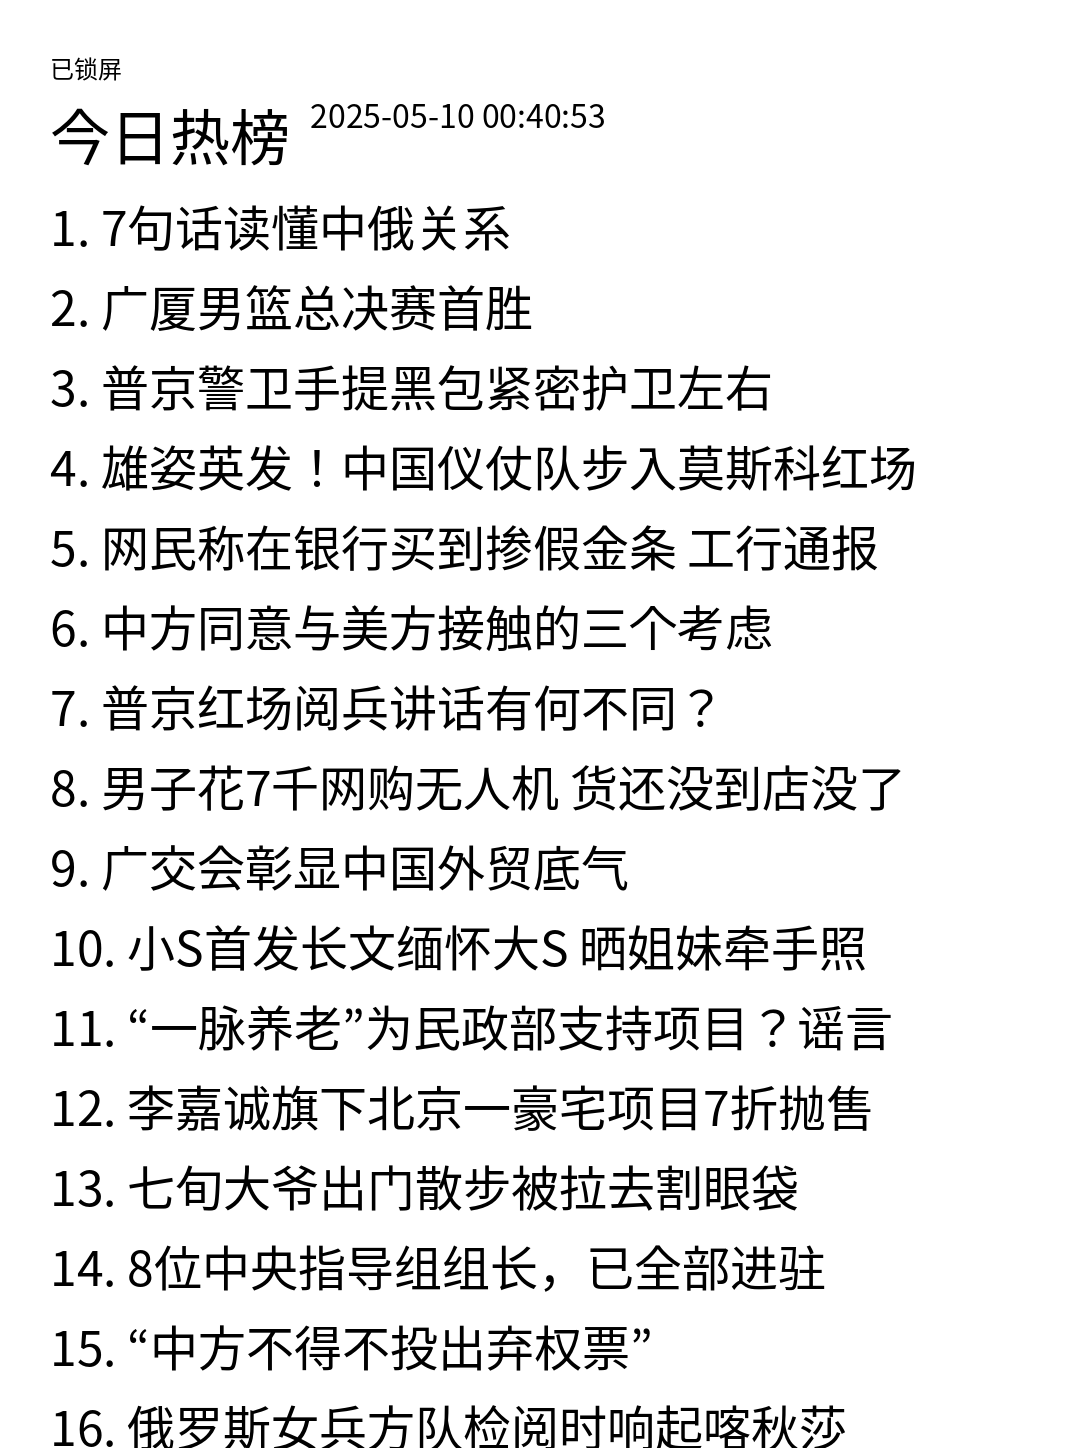 已锁屏
今日热榜 2025-05-10 00:40:53
1. 7句话读懂中俄关系
2. 广厦男篮总决赛首胜
3. 普京警卫手提黑包紧密护卫左右
4. 雄姿英发！中国仪仗队步入莫斯科红场
5. 网民称在银行买到掺假金条 工行通报
6. 中方同意与美方接触的三个考虑
7. 普京红场阅兵讲话有何不同？
8. 男子花7千网购无人机 货还没到店没了
9. 广交会彰显中国外贸底气
10. 小S首发长文缅怀大S 晒姐妹牵手照
11. “一脉养老”为民政部支持项目？谣言
12. 李嘉诚旗下北京一豪宅项目7折抛售
13. 七旬大爷出门散步被拉去割眼袋
14. 8位中央指导组组长，已全部进驻
15. “中方不得不投出弃权票”
16. 俄罗斯女兵方队检阅时响起喀秋莎